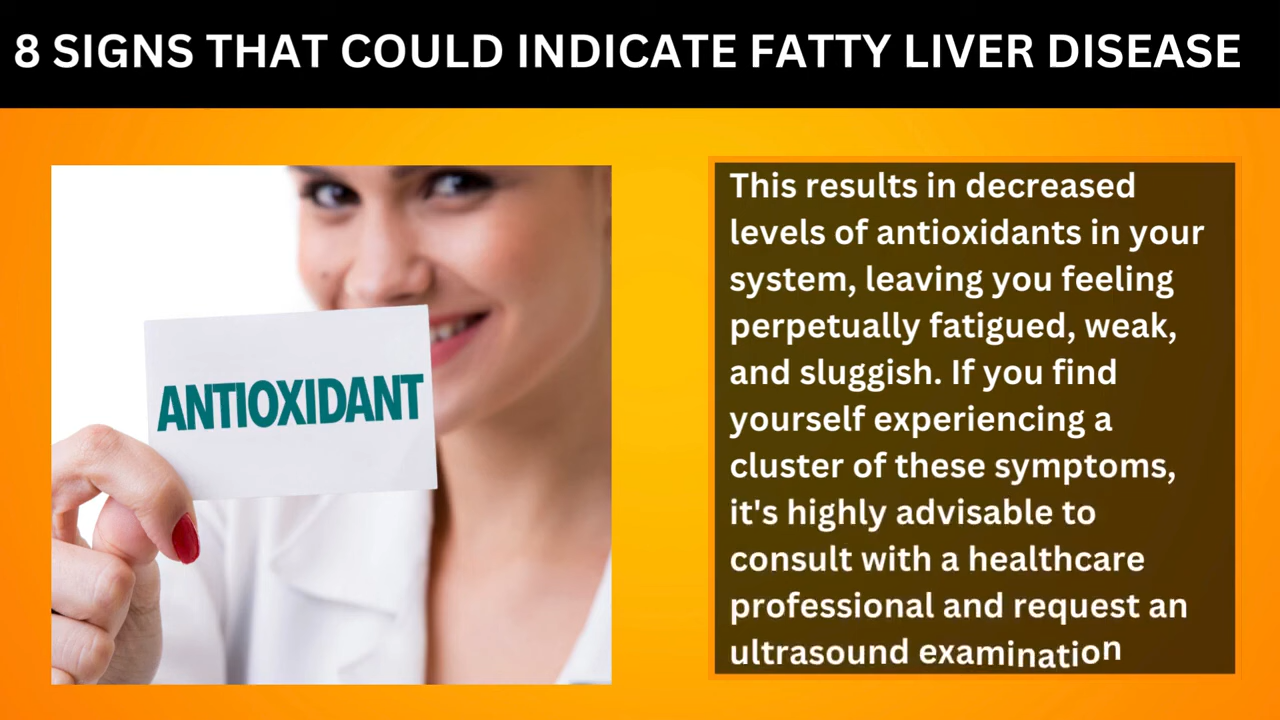 8 SIGNS THAT COULD INDICATE FATTY LIVER DISEASE
ANTIOXIDANT
This results in decreased
levels of antioxidants in your
system, leaving you feeling
perpetually fatigued, weak,
and sluggish. If you find
yourself experiencing a
cluster of these symptoms,
it's highly advisable to
consult with a healthcare
professional and request an
ultrasound examination